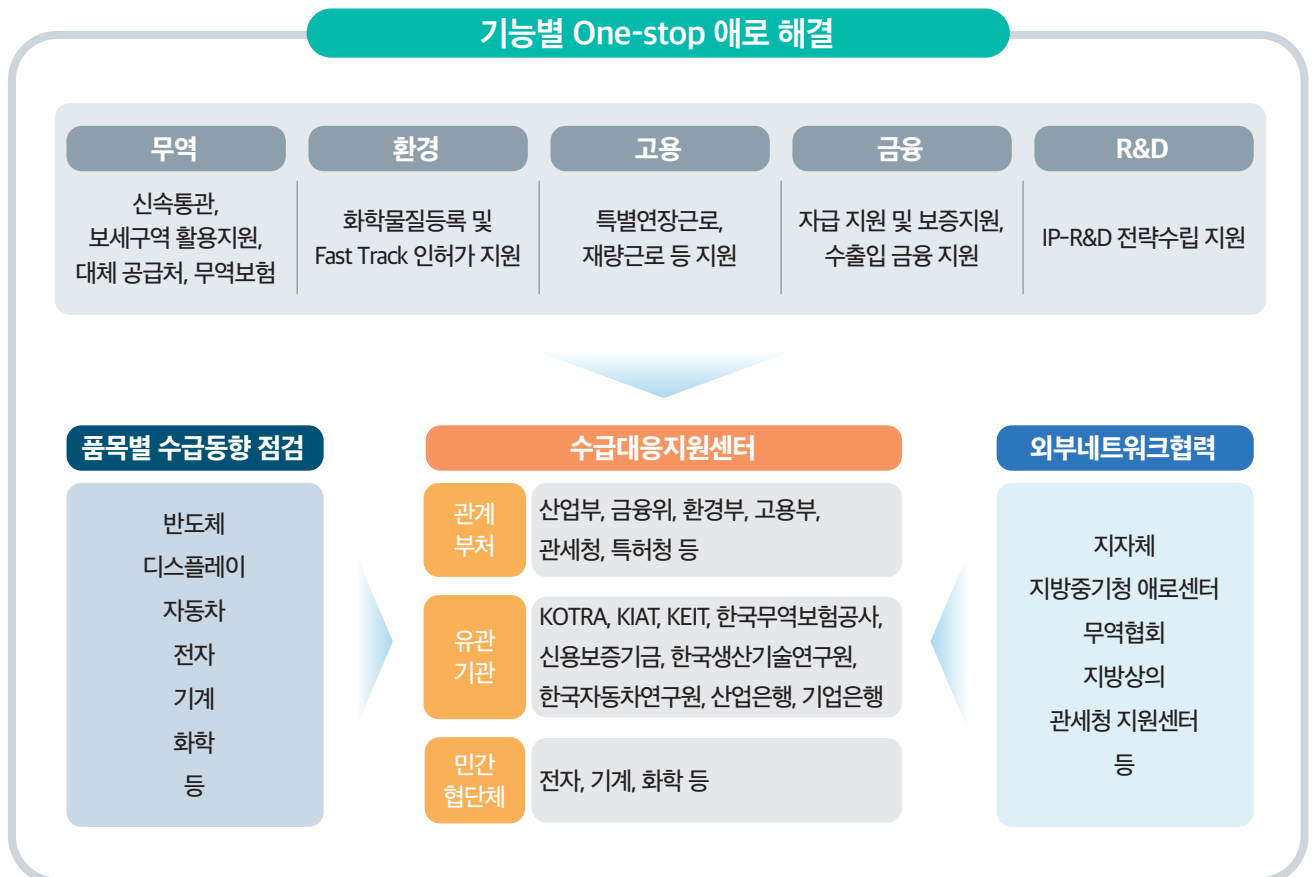 기능별 One-stop 애로 해결
무역
신속통관,
보세구역 활용지원,
대체 공급처, 무역보험
환경
화학물질등록 및
Fast Track 인허가 지원
고용
특별연장근로,
재량근로 등 지원
금융
자급 지원 및 보증지원,
수출입 금융 지원
R&D
IP-R&D 전략수립 지원
품목별 수급동향 점검
반도체
디스플레이
자동차
전자
기계
화학
등
수급대응지원센터
관계
부처
산업부, 금융위, 환경부, 고용부,
관세청, 특허청 등
유관
기관
KOTRA, KIAT, KEIT, 한국무역보험공사,
신용보증기금, 한국생산기술연구원,
한국자동차연구원, 산업은행, 기업은행
민간
협단체
전자, 기계, 화학 등
외부네트워크협력
지자체
지방중기청 애로센터
무역협회
지방상의
관세청 지원센터
등